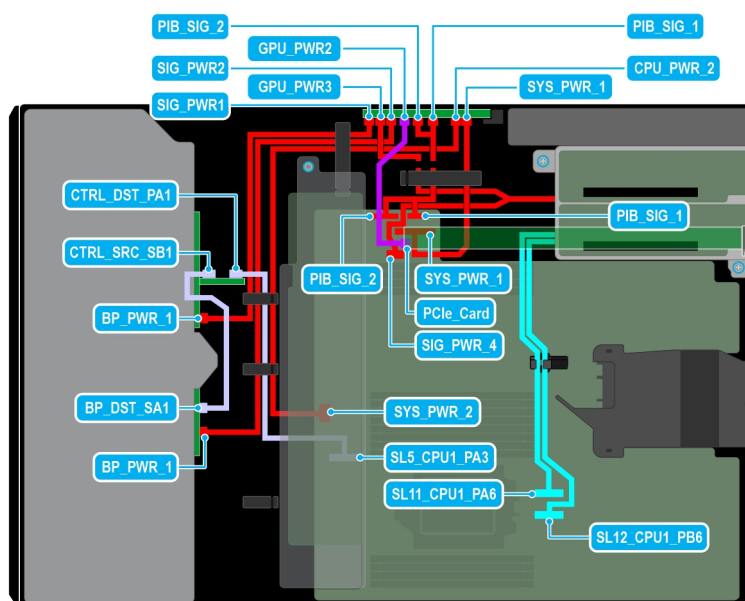 PIB_SIG_2
PIB_SIG_1
GPU_PWR2
SIG_PWR2
CPU_PWR_2
GPU_PWR3
SYS_PWR_1
SIG_PWR1
CTRL_DST_PA1
PIB_SIG_1
CTRL_SRC_SB1
PIB_SIG_2
SYS_PWR_1
BP_PWR_1
PCIe_Card
SIG_PWR_4
BP_DST_SA1
SYS_PWR_2
BP_PWR_1
SL5_CPU1_PA3
SL11_CPU1_PA6
SL12_CPU1_PB6